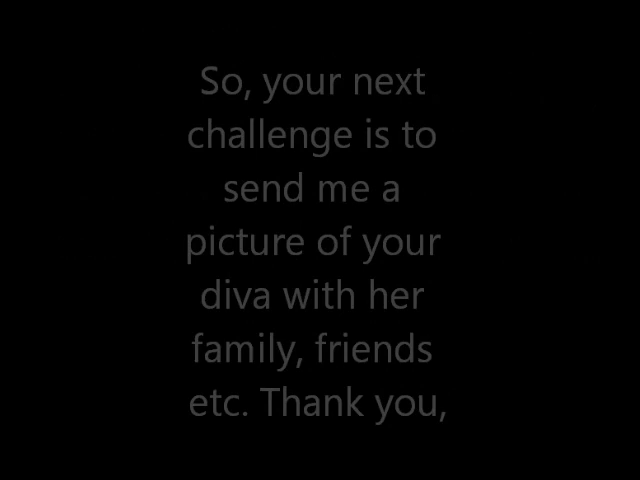 So, your next
challenge is to
send me a
picture of your
diva with her
family, friends
etc. Thank you,